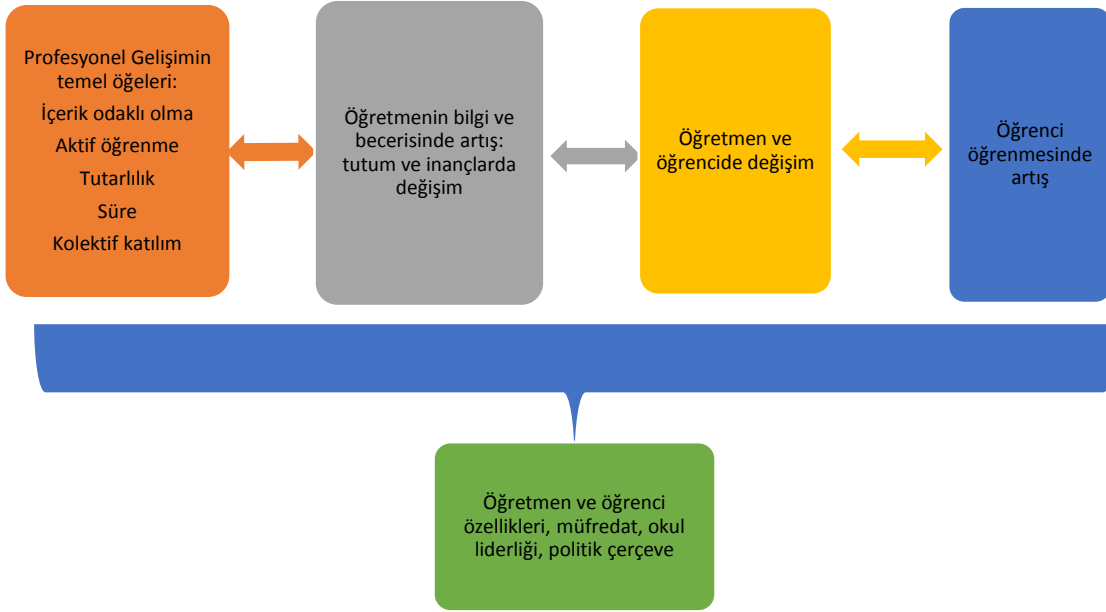 Profesyonel Gelişimin
temel öğeleri:
İçerik odaklı olma
Aktif öğrenme
Tutarlılık
Süre
Kolektif katılım
Öğretmenin bilgi ve
becerisinde artış:
tutum ve inançlarda
değişim
Öğretmen ve
öğrencide değişim
Öğrenci
öğrenmesinde
artış
Öğretmen ve öğrenci
özellikleri, müfredat, okul
liderliği, politik çerçeve